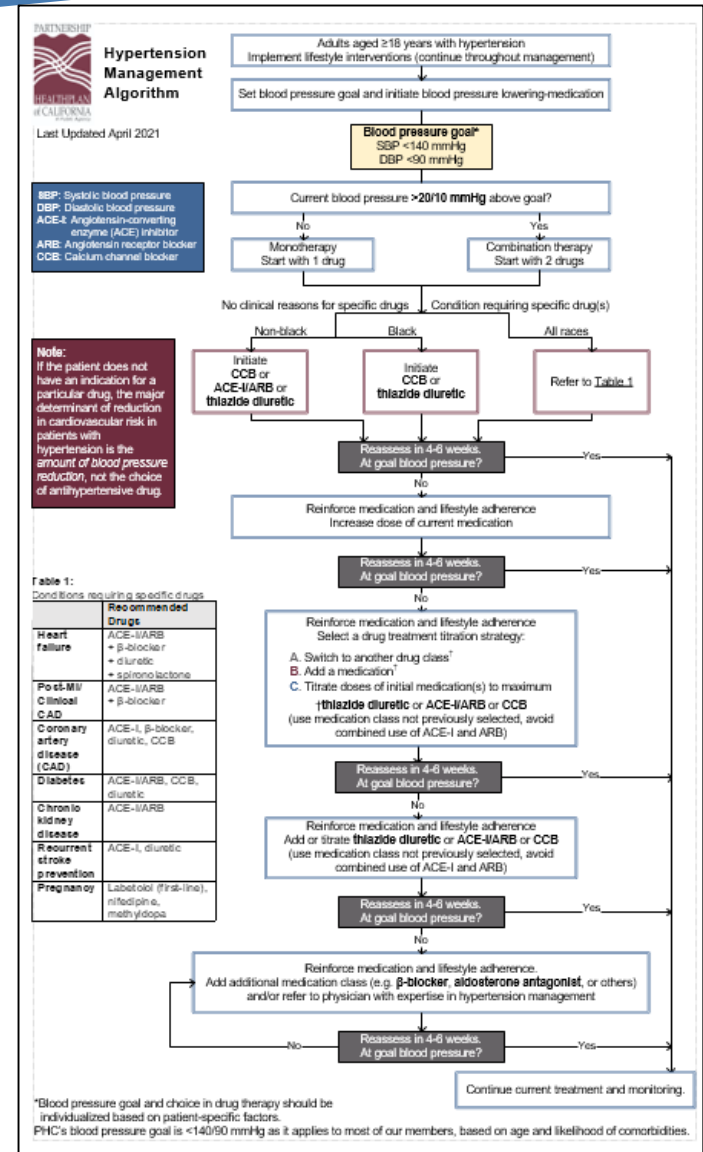 PARTNERSHIP
HEALTHPLAN
of CALIFORNIA
A Public Agency
Hypertension
Management
Algorithm
Last Updated April 2021
Adults aged ≥18 years with hypertension
Implement lifestyle interventions (continue throughout management)
Set blood pressure goal and initiate blood pressure lowering-medication
Blood pressure goal*
SBP <140 mmHg
DBP <90 mmHg
SBP: Systolic blood pressure
DBP: Diastolic blood pressure
ACE-I: Angiotensin-converting
enzyme (ACE) inhibitor
ARB: Angiotensin receptor blocker
CCB: Calcium channel blocker
Current blood pressure >20/10 mmHg above goal?
No
Yes
Monotherapy
Start with 1 drug
Combination therapy
Start with 2 drugs
No clinical reasons for specific drugs
Condition requiring specific drug(s)
Non-black
Black
All races
Initiate
CCB or
ACE-I/ARB or
thiazide diuretic
Initiate
CCB or
thiazide diuretic
Refer to Table 1
Note:
If the patient does not
have an indication for a
particular drug, the major
determinant of reduction
in cardiovascular risk in
patients with
hypertension is the
amount of blood pressure
reduction, not the choice
of antihypertensive drug.
Reassess in 4-6 weeks.
At goal blood pressure?
Yes
No
Reinforce medication and lifestyle adherence
Increase dose of current medication
Reassess in 4-6 weeks.
At goal blood pressure?
Yes
No
Reinforce medication and lifestyle adherence
Select a drug treatment titration strategy:
A. Switch to another drug class†
B. Add a medication†
C. Titrate doses of initial medication(s) to maximum
†thiazide diuretic or ACE-I/ARB or CCB
(use medication class not previously selected, avoid
combined use of ACE-I and ARB)
Reassess in 4-6 weeks.
At goal blood pressure?
Yes
No
Reinforce medication and lifestyle adherence
Add or titrate thiazide diuretic or ACE-I/ARB or CCB
(use medication class not previously selected, avoid
combined use of ACE-I and ARB)
Reassess in 4-6 weeks.
At goal blood pressure?
Yes
No
Reinforce medication and lifestyle adherence.
Add additional medication class (e.g. β-blocker, aldosterone antagonist, or others)
and/or refer to physician with expertise in hypertension management
No
Reassess in 4-6 weeks.
At goal blood pressure?
Yes
Continue current treatment and monitoring.
Table 1:
Conditions requiring specific drugs
Recommended
Drugs
Heart
failure
ACE-I/ARB
+ β-blocker
+ diuretic
+ spironolactone
Post-MI/
Clinical
CAD
ACE-I/ARB
+ β-blocker
Coronary
artery
disease
(CAD)
ACE-I, β-blocker,
diuretic, CCB
Diabetes
ACE-I/ARB, CCB,
diuretic
Chronic
kidney
disease
ACE-I/ARB
Recurrent
stroke
prevention
ACE-I, diuretic
Pregnancy
Labetolol (first-line),
nifedipine,
methyldopa
*Blood pressure goal and choice in drug therapy should be
individualized based on patient-specific factors.
PHC's blood pressure goal is <140/90 mmHg as it applies to most of our members, based on age and likelihood of comorbidities.